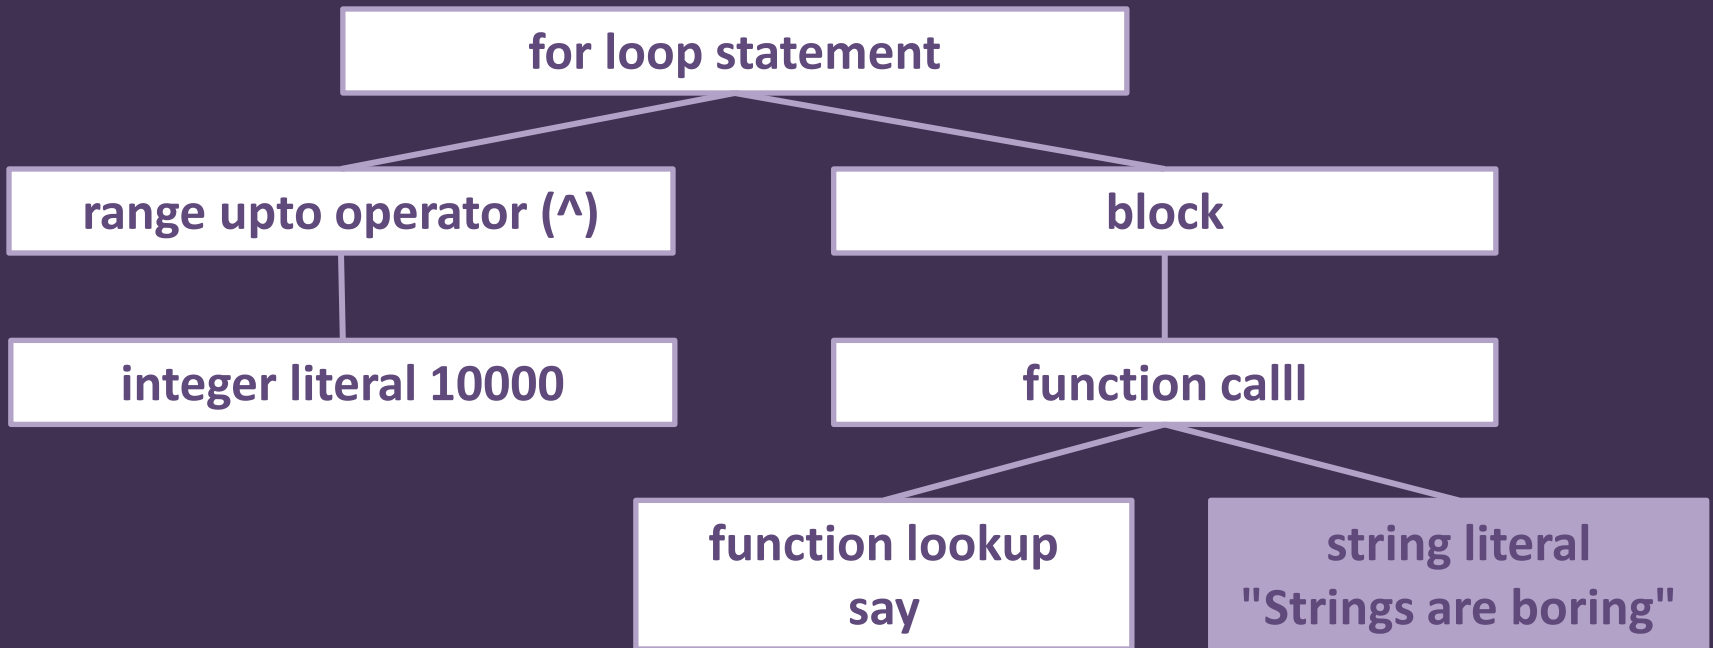 for loop statement
range upto operator (^)
block
integer literal 10000
function calll
function lookup
say
string literal
"Strings are boring"